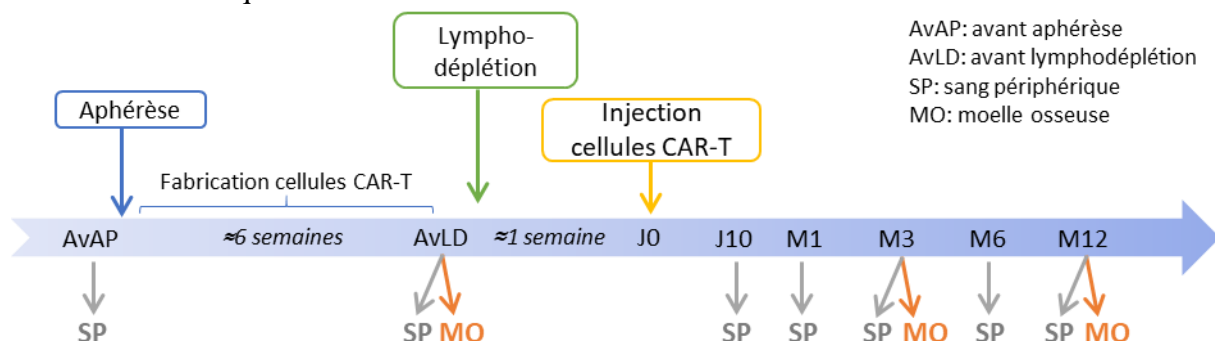 Lympho-
déplétion
AvAP: avant aphérèse
AvLD: avant lymphodéplétion
SP: sang périphérique
MO: moelle osseuse
Aphérèse
Injection
cellules CAR-T
Fabrication cellules CAR-T
AvAP ≈6 semaines AvLD ≈1 semaine J0 J10 M1 M3 M6 M12
SP SP MO SP SP SP MO SP SP MO